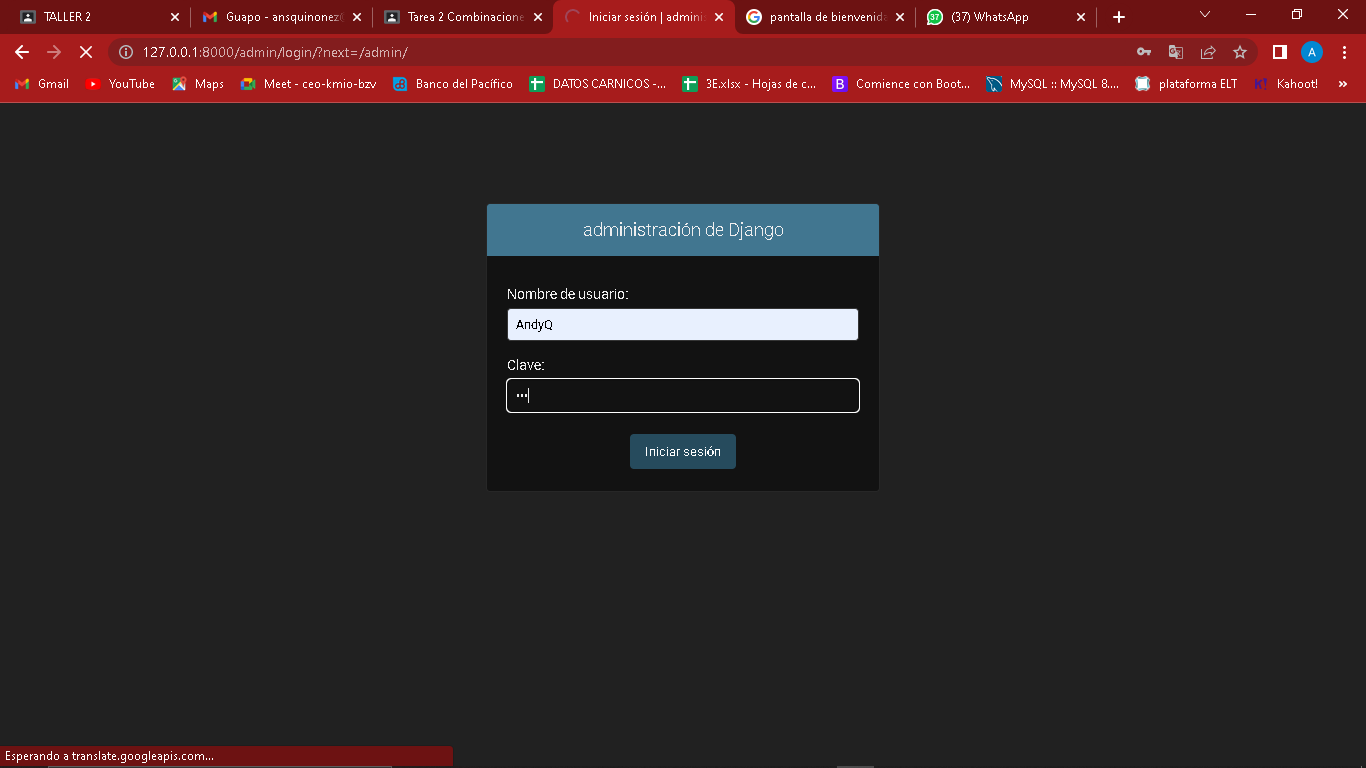 TALLER 2
Guapo - ansquinonez@
Tarea 2 Combinacione
Iniciar sesión | adminis
pantalla de bienvenida
(37) WhatsApp
127.0.0.1:8000/admin/login/?next=/admin/
A
Gmail
YouTube
Maps
Meet - ceo-kmio-bzv
Banco del Pacífico
DATOS CARNICOS -...
3E.xlsx - Hojas de c...
B
Comience con Boot...
MySQL :: MySQL 8....
plataforma ELT
K!
Kahoot!
»
administración de Django
Nombre de usuario:
AndyQ
Clave:
•••
Iniciar sesión
Esperando a translate.googleapis.com...